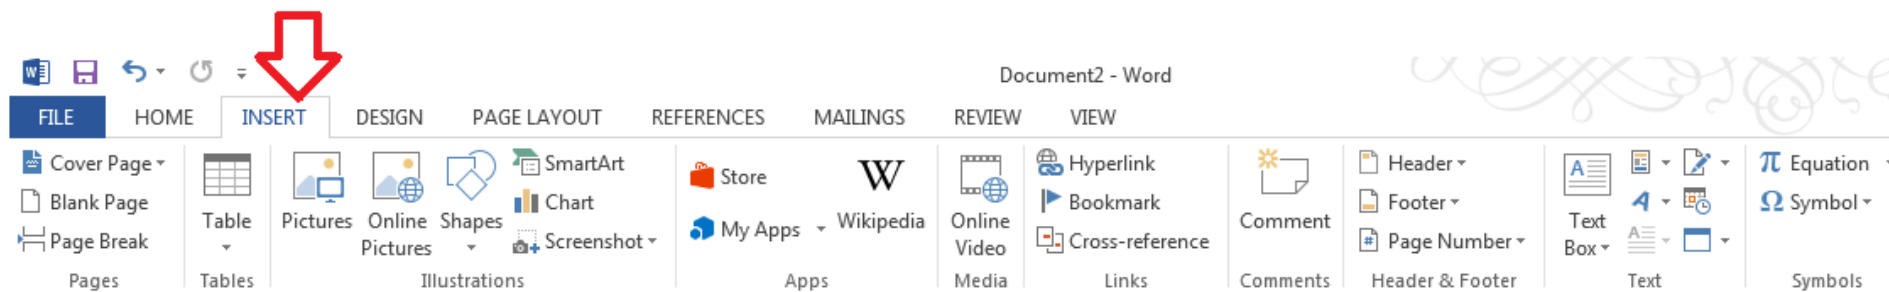 Document2 - Word
FILE HOME INSERT DESIGN PAGE LAYOUT REFERENCES MAILINGS REVIEW VIEW
Cover Page
Blank Page
Page Break
Pages
Table
Tables
Pictures
Online
Pictures
Shapes
SmartArt
Chart
Screenshot
Illustrations
Store
My Apps
W
Wikipedia
Apps
Online
Video
Media
Hyperlink
Bookmark
Cross-reference
Links
Comment
Comments
Header
Footer
# Page Number
Header & Footer
A
Text
Box
A
A
Text
π Equation
Ω Symbol
Symbols